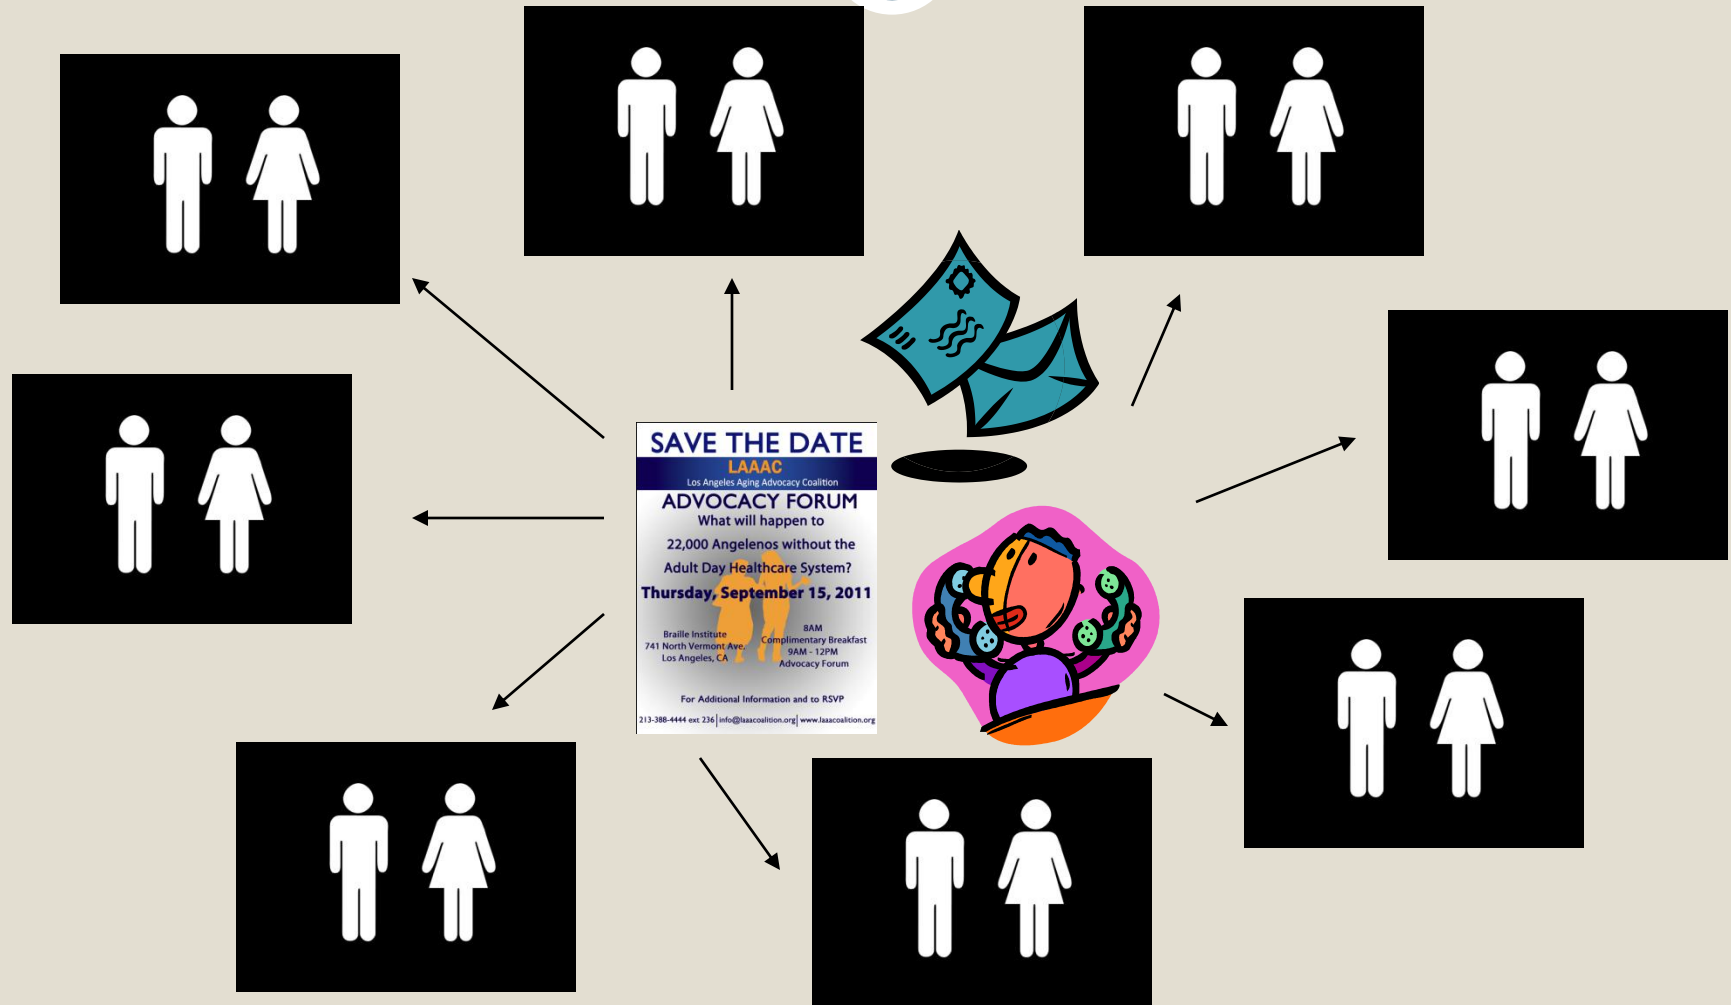 SAVE THE DATE
LAAAC
Los Angeles Aging Advocacy Coalition
ADVOCACY FORUM
What will happen to
22,000 Angelenos without the
Adult Day Healthcare System?
Thursday, September 15, 2011
Braille Institute
741 North Vermont Ave.
Los Angeles, CA
8AM
Complimentary Breakfast
9AM - 12PM
Advocacy Forum
For Additional Information and to RSVP
213-388-4444 ext 236 | info@laaacoalition.org | www.laaacoalition.org